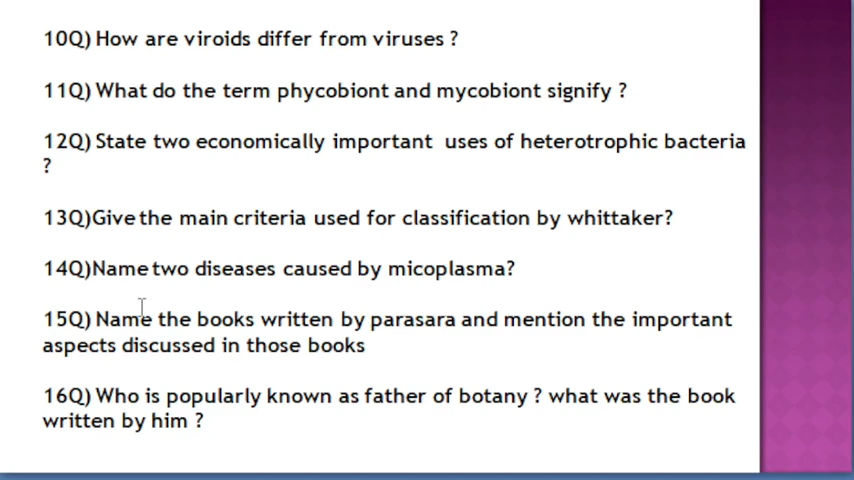 10Q) How are viroids differ from viruses ?
11Q) What do the term phycobiont and mycobiont signify ?
12Q) State two economically important  uses of heterotrophic bacteria
?
13Q)Give the main criteria used for classification by whittaker?
14Q)Name two diseases caused by micoplasma?
15Q) Name the books written by parasara and mention the important
aspects discussed in those books
16Q) Who is popularly known as father of botany ? what was the book
written by him ?